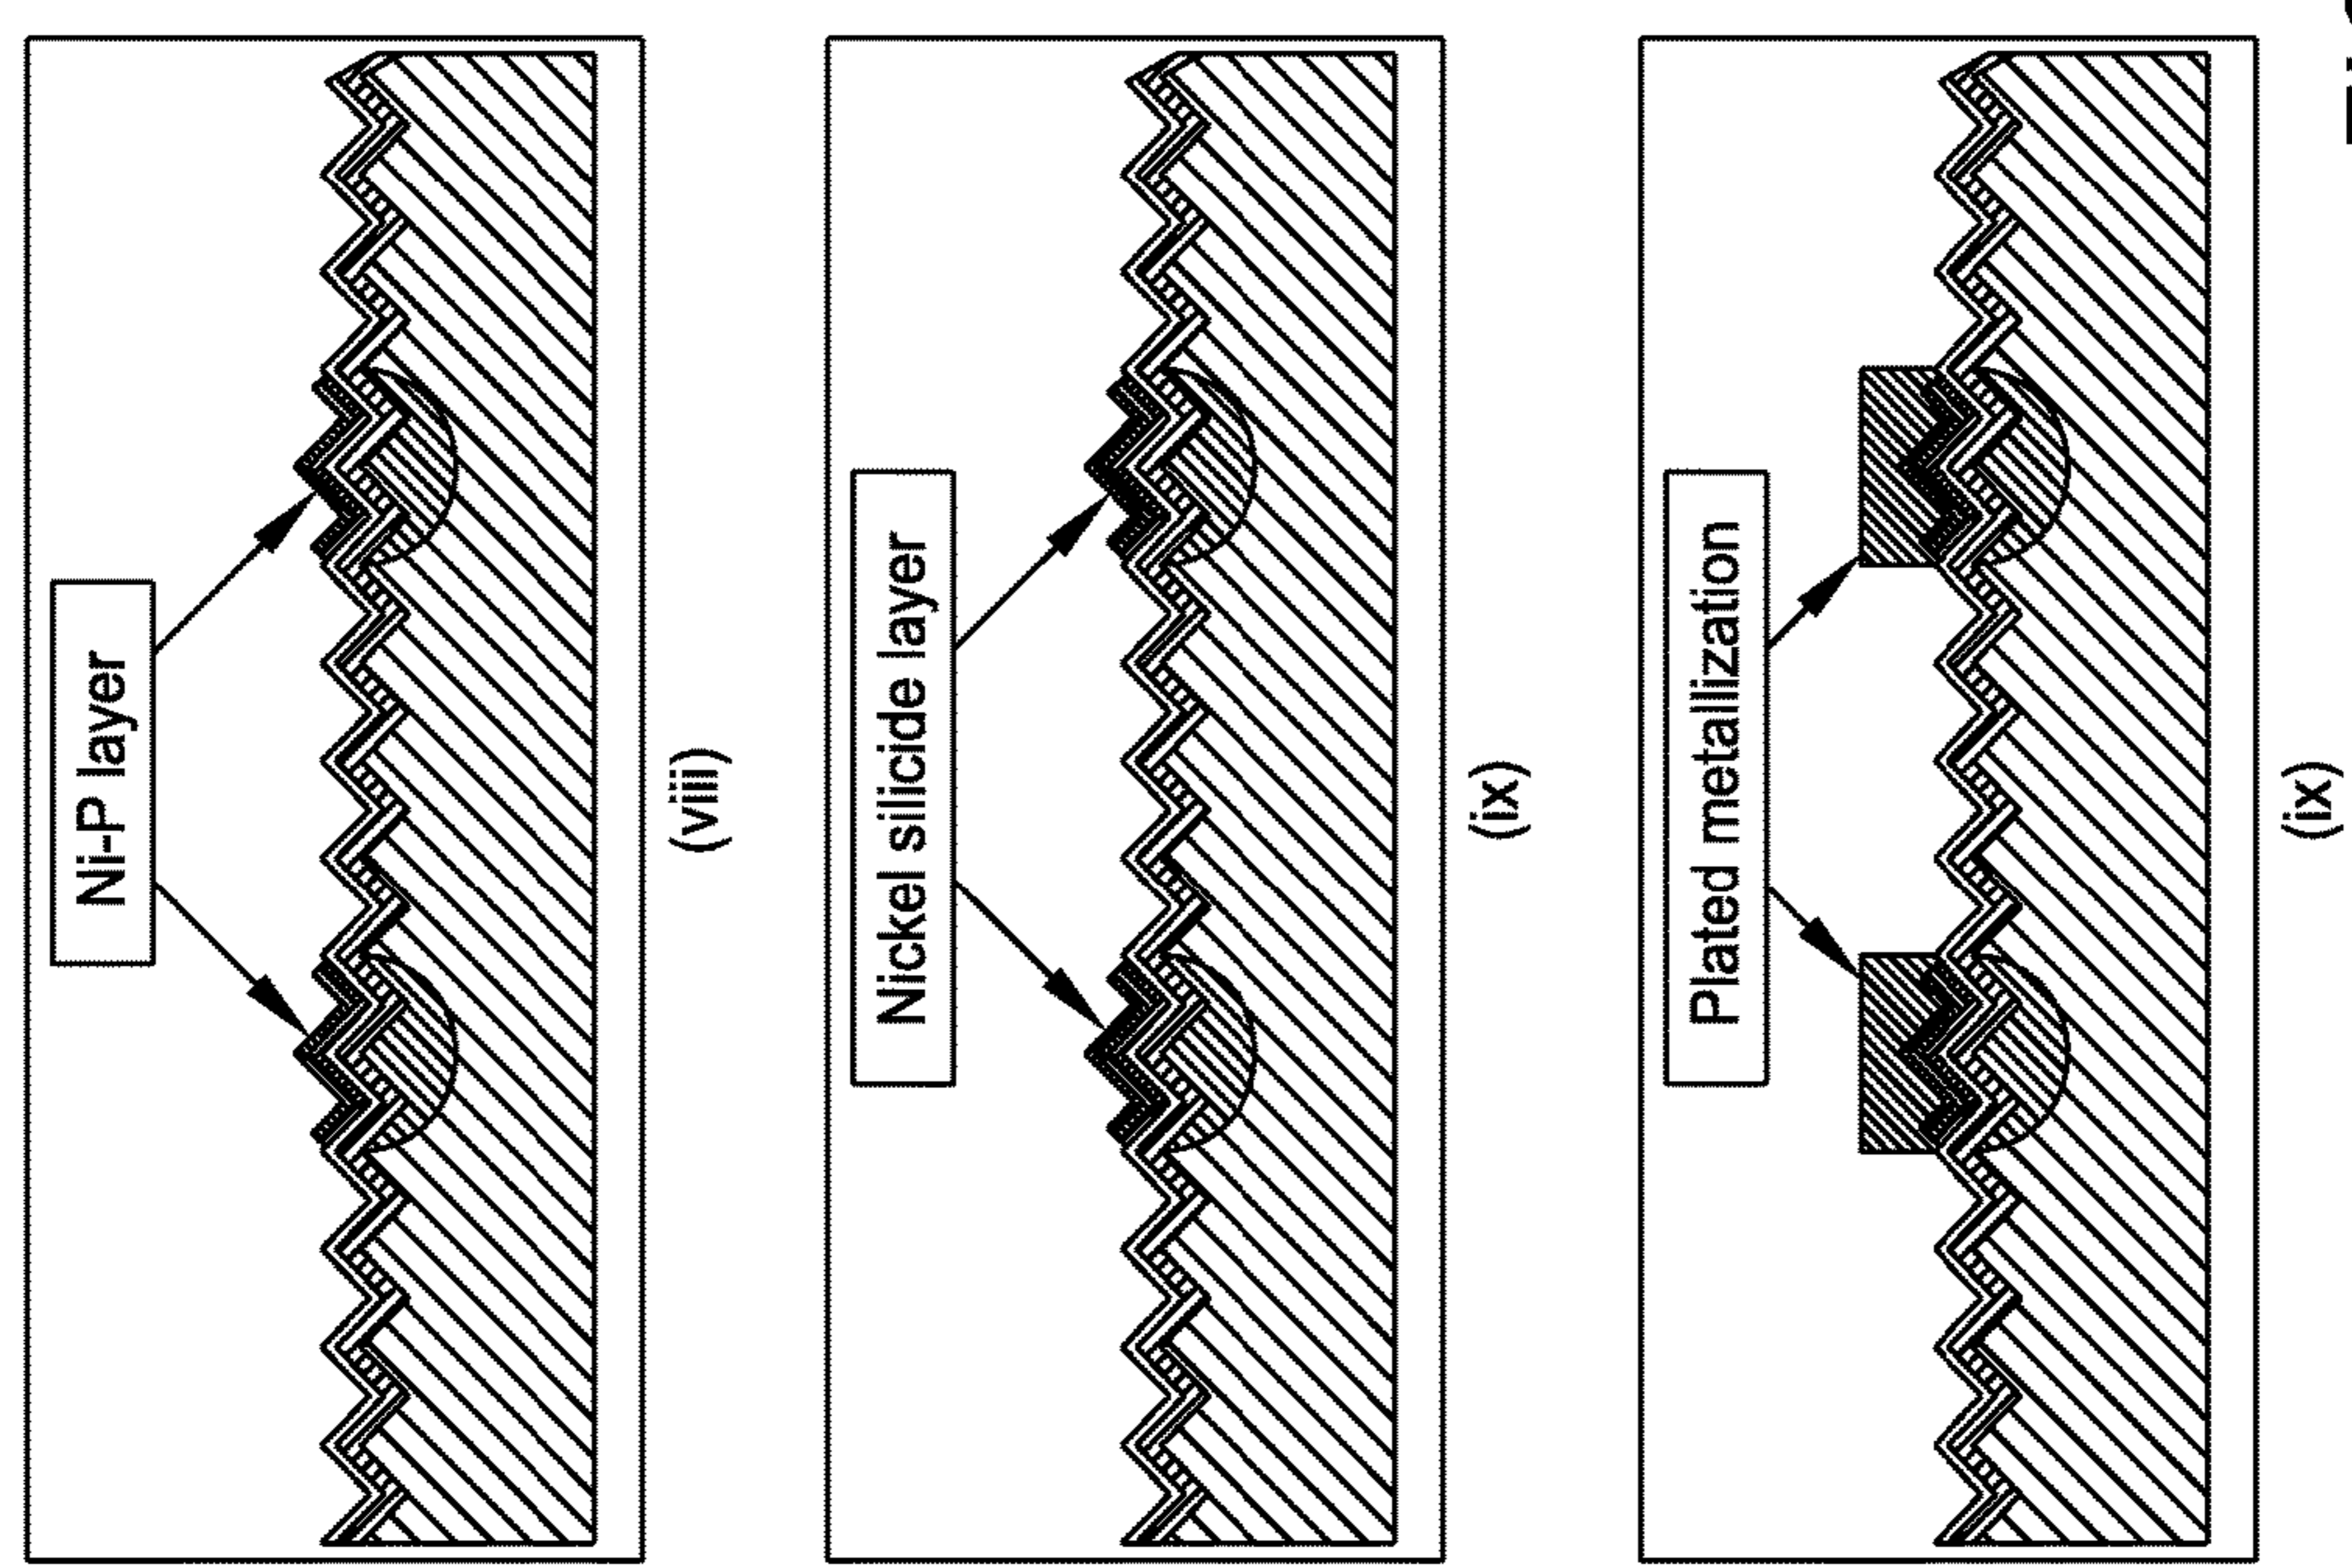 Ni-P layer
(viii)
Nickel silicide layer
(ix)
Plated metallization
(ix)